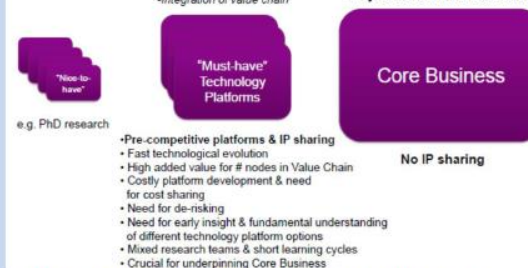 Integration of value chain
"Nice-to-
have"
"Must-have"
Technology
Platforms
Core Business
e.g. PhD research
No IP sharing
•Pre-competitive platforms & IP sharing
• Fast technological evolution
• High added value for # nodes in Value Chain
• Costly platform development & need
for cost sharing
• Need for de-risking
• Need for early insight & fundamental understanding
of different technology platform options
• Mixed research teams & short learning cycles
• Crucial for underpinning Core Business